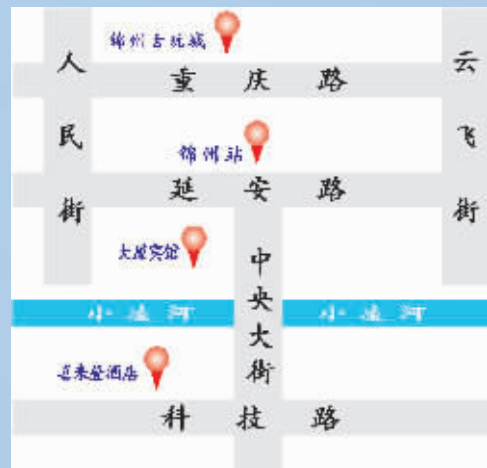 锦州古玩城
人民街
云飞街
重庆路
锦州站
延安路
大厦宾馆
中央大街
小凌河
小凌河
喜来登酒店
科技路